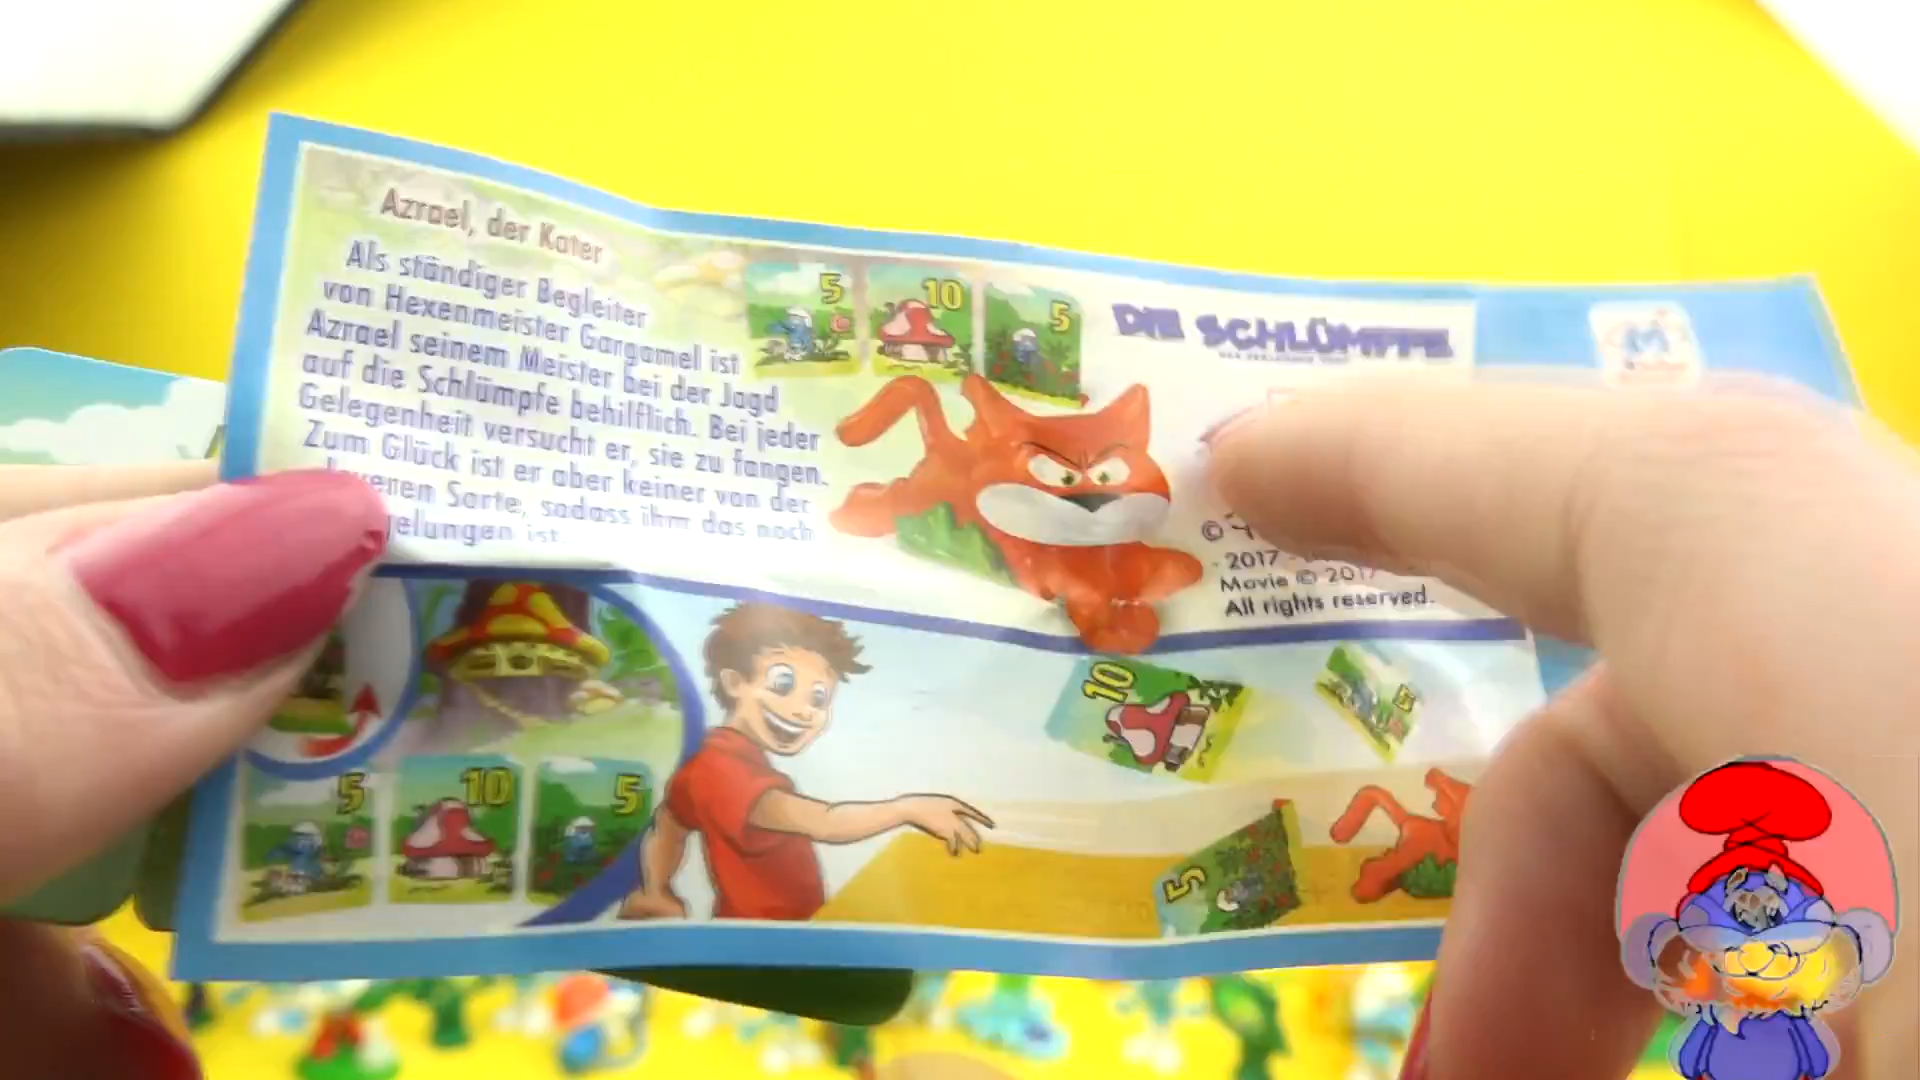 Azrael, der Kater
Als ständiger Begleiter
von Hexenmeister Gargamel ist
Azrael seinem Meister bei der Jagd
auf die Schlümpfe behilflich. Bei jeder
Gelegenheit versucht er, sie zu fangen.
Zum Glück ist er aber keiner von der
Sorte, sodass ihm das noch
gelungen ist.
5 10 5
DIE SCHLÜMPFE
©
- 2017 -
Movie © 2017
All rights reserved.
M
5 10 5
10
5